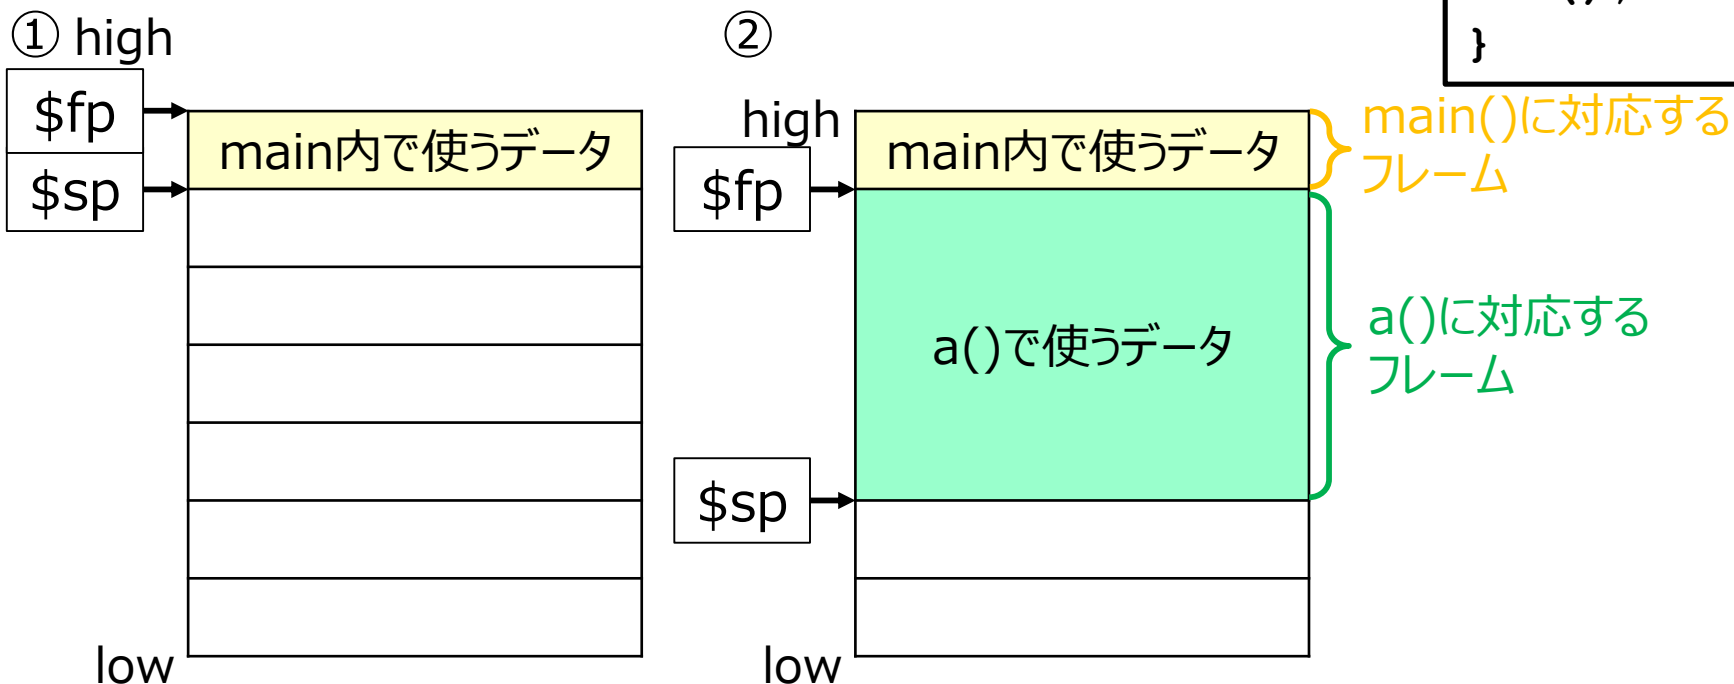 ① high
$fp
$sp
main内で使うデータ
low
②
high
$fp
$sp
main内で使うデータ
a()で使うデータ
low
}
main()に対応する
フレーム
a()に対応する
フレーム